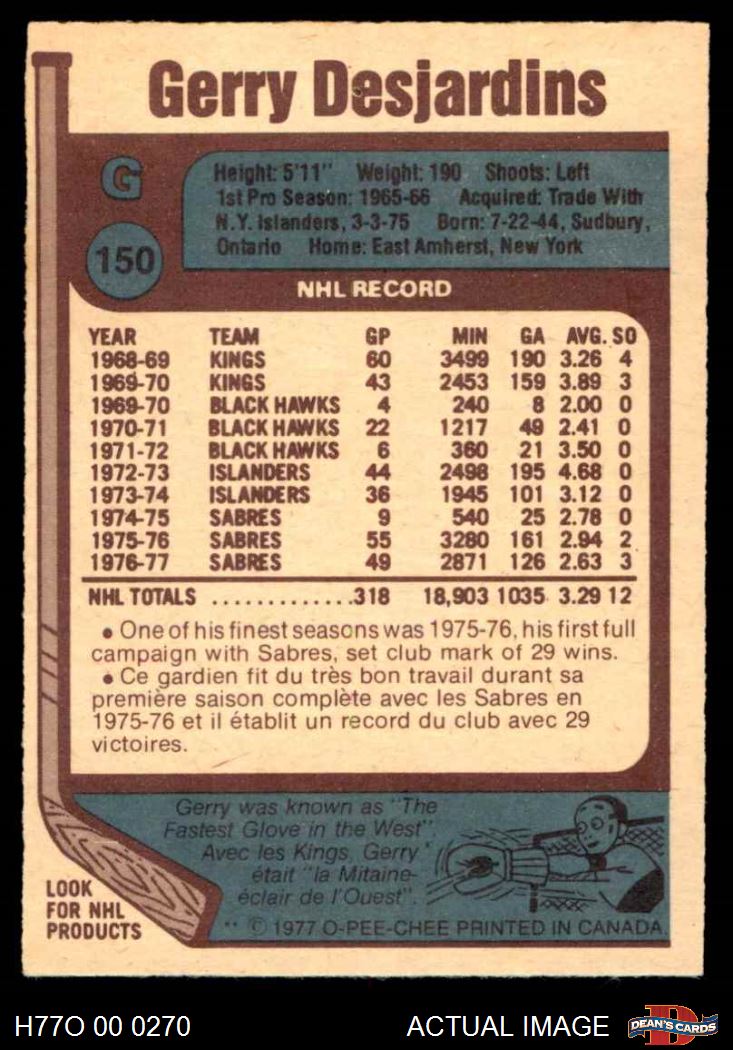 Gerry Desjardins
G
150
Height: 5'11" Weight: 190 Shoots: Left
1st Pro Season: 1965-66 Acquired: Trade With
N.Y. Islanders, 3-3-75 Born: 7-22-44, Sudbury,
Ontario Home: East Amherst, New York
NHL RECORD
YEAR TEAM GP MIN GA AVG. SO
1968-69 KINGS 60 3499 190 3.26 4
1969-70 KINGS 43 2453 159 3.89 3
1969-70 BLACK HAWKS 4 240 8 2.00 0
1970-71 BLACK HAWKS 22 1217 49 2.41 0
1971-72 BLACK HAWKS 6 360 21 3.50 0
1972-73 ISLANDERS 44 2498 195 4.68 0
1973-74 ISLANDERS 36 1945 101 3.12 0
1974-75 SABRES 9 540 25 2.78 0
1975-76 SABRES 55 3280 161 2.94 2
1976-77 SABRES 49 2871 126 2.63 3
NHL TOTALS .............318 18,903 1035 3.29 12
• One of his finest seasons was 1975-76, his first full
campaign with Sabres, set club mark of 29 wins.
• Ce gardien fit du très bon travail durant sa
première saison complète avec les Sabres en
1975-76 et il établit un record du club avec 29
victoires.
Gerry was known as "The
Fastest Glove in the West".
Avec les Kings, Gerry
était "la Mitaine-
éclair de l'Ouest".
LOOK
FOR NHL
PRODUCTS
** © 1977 O-PEE-CHEE PRINTED IN CANADA.
H77O 00 0270 ACTUAL IMAGE
D
DEAN'S CARDS